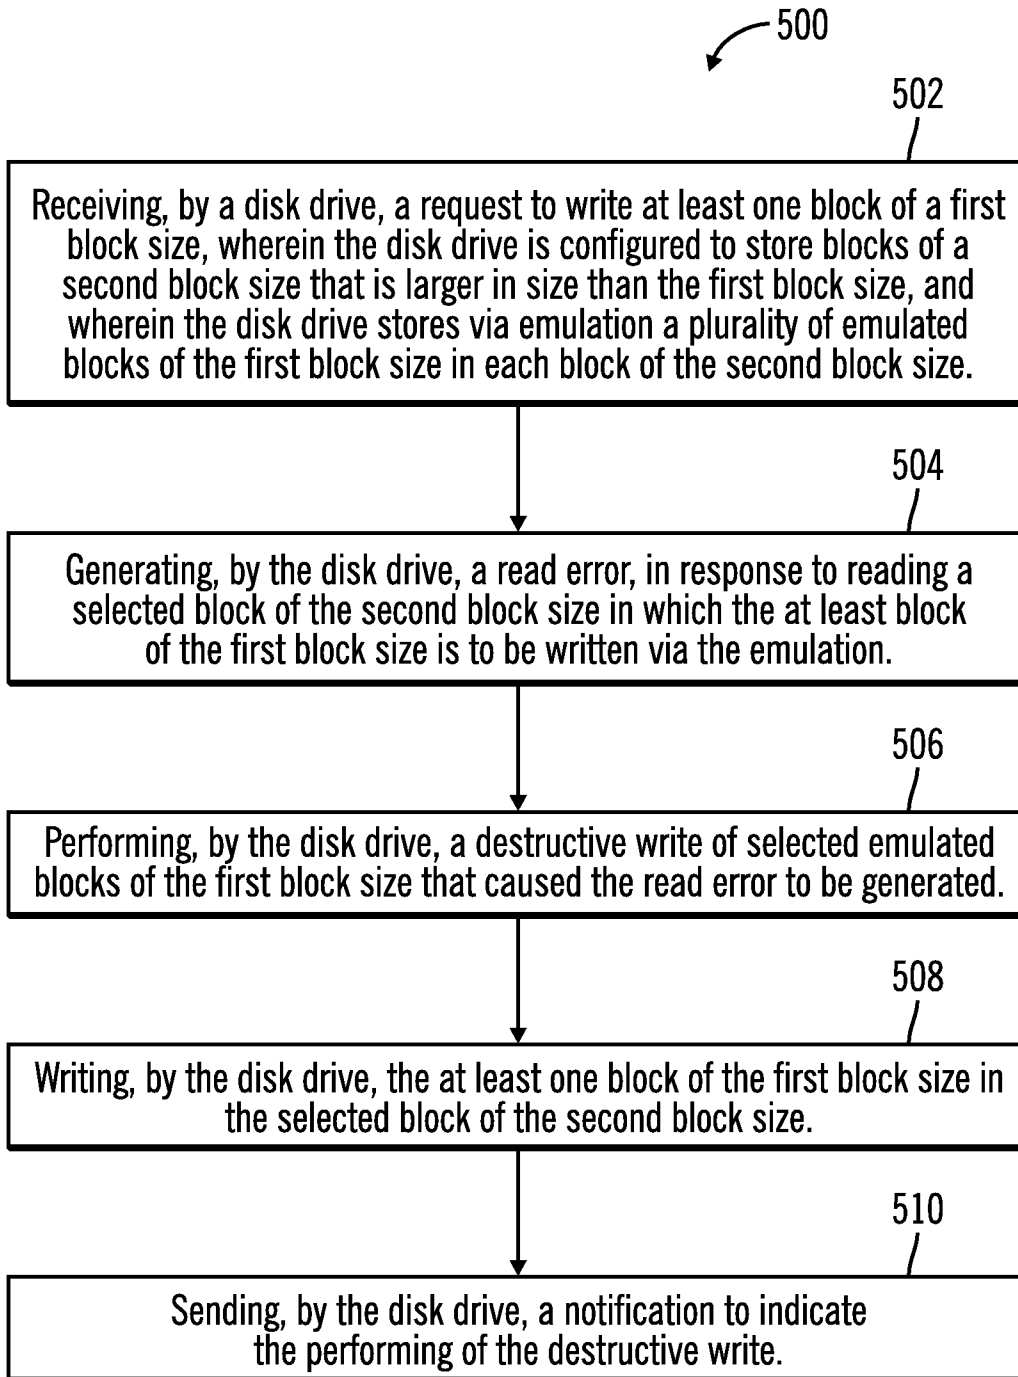 500
502
Receiving, by a disk drive, a request to write at least one block of a first
block size, wherein the disk drive is configured to store blocks of a
second block size that is larger in size than the first block size, and
wherein the disk drive stores via emulation a plurality of emulated
blocks of the first block size in each block of the second block size.
504
Generating, by the disk drive, a read error, in response to reading a
selected block of the second block size in which the at least block
of the first block size is to be written via the emulation.
506
Performing, by the disk drive, a destructive write of selected emulated
blocks of the first block size that caused the read error to be generated.
508
Writing, by the disk drive, the at least one block of the first block size in
the selected block of the second block size.
510
Sending, by the disk drive, a notification to indicate
the performing of the destructive write.